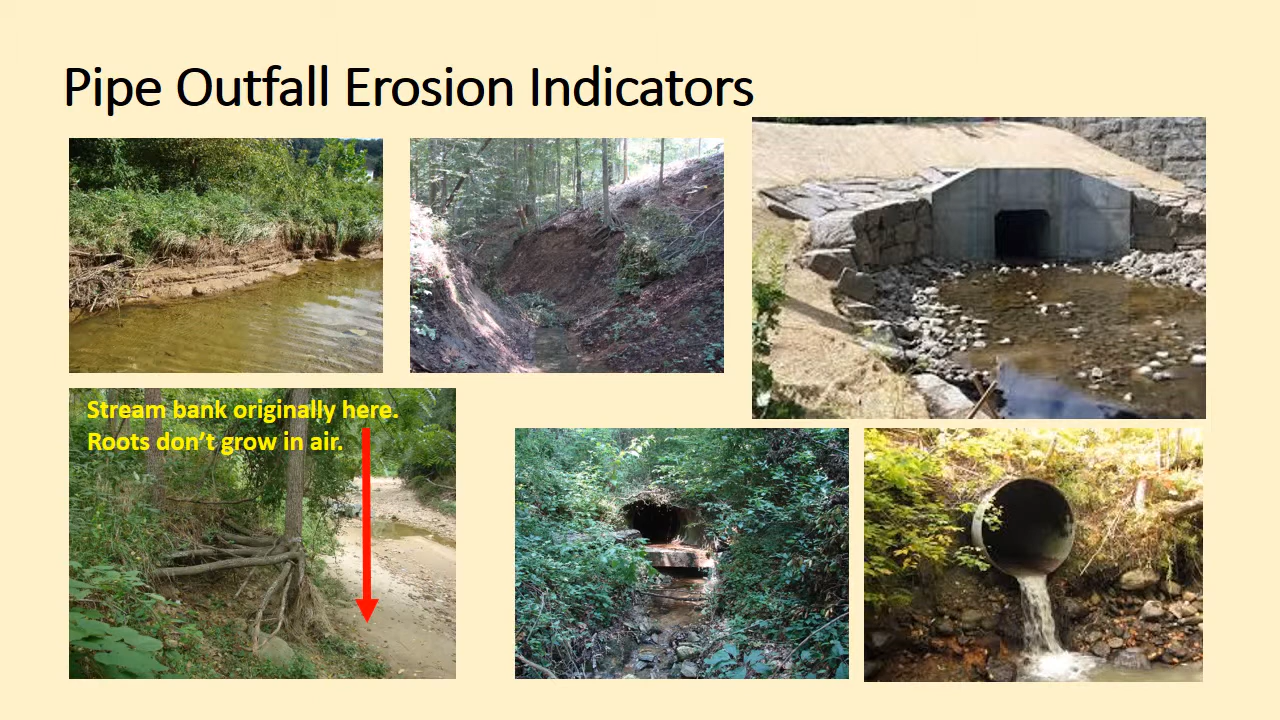 Pipe Outfall Erosion Indicators
Stream bank originally here.
Roots don't grow in air.